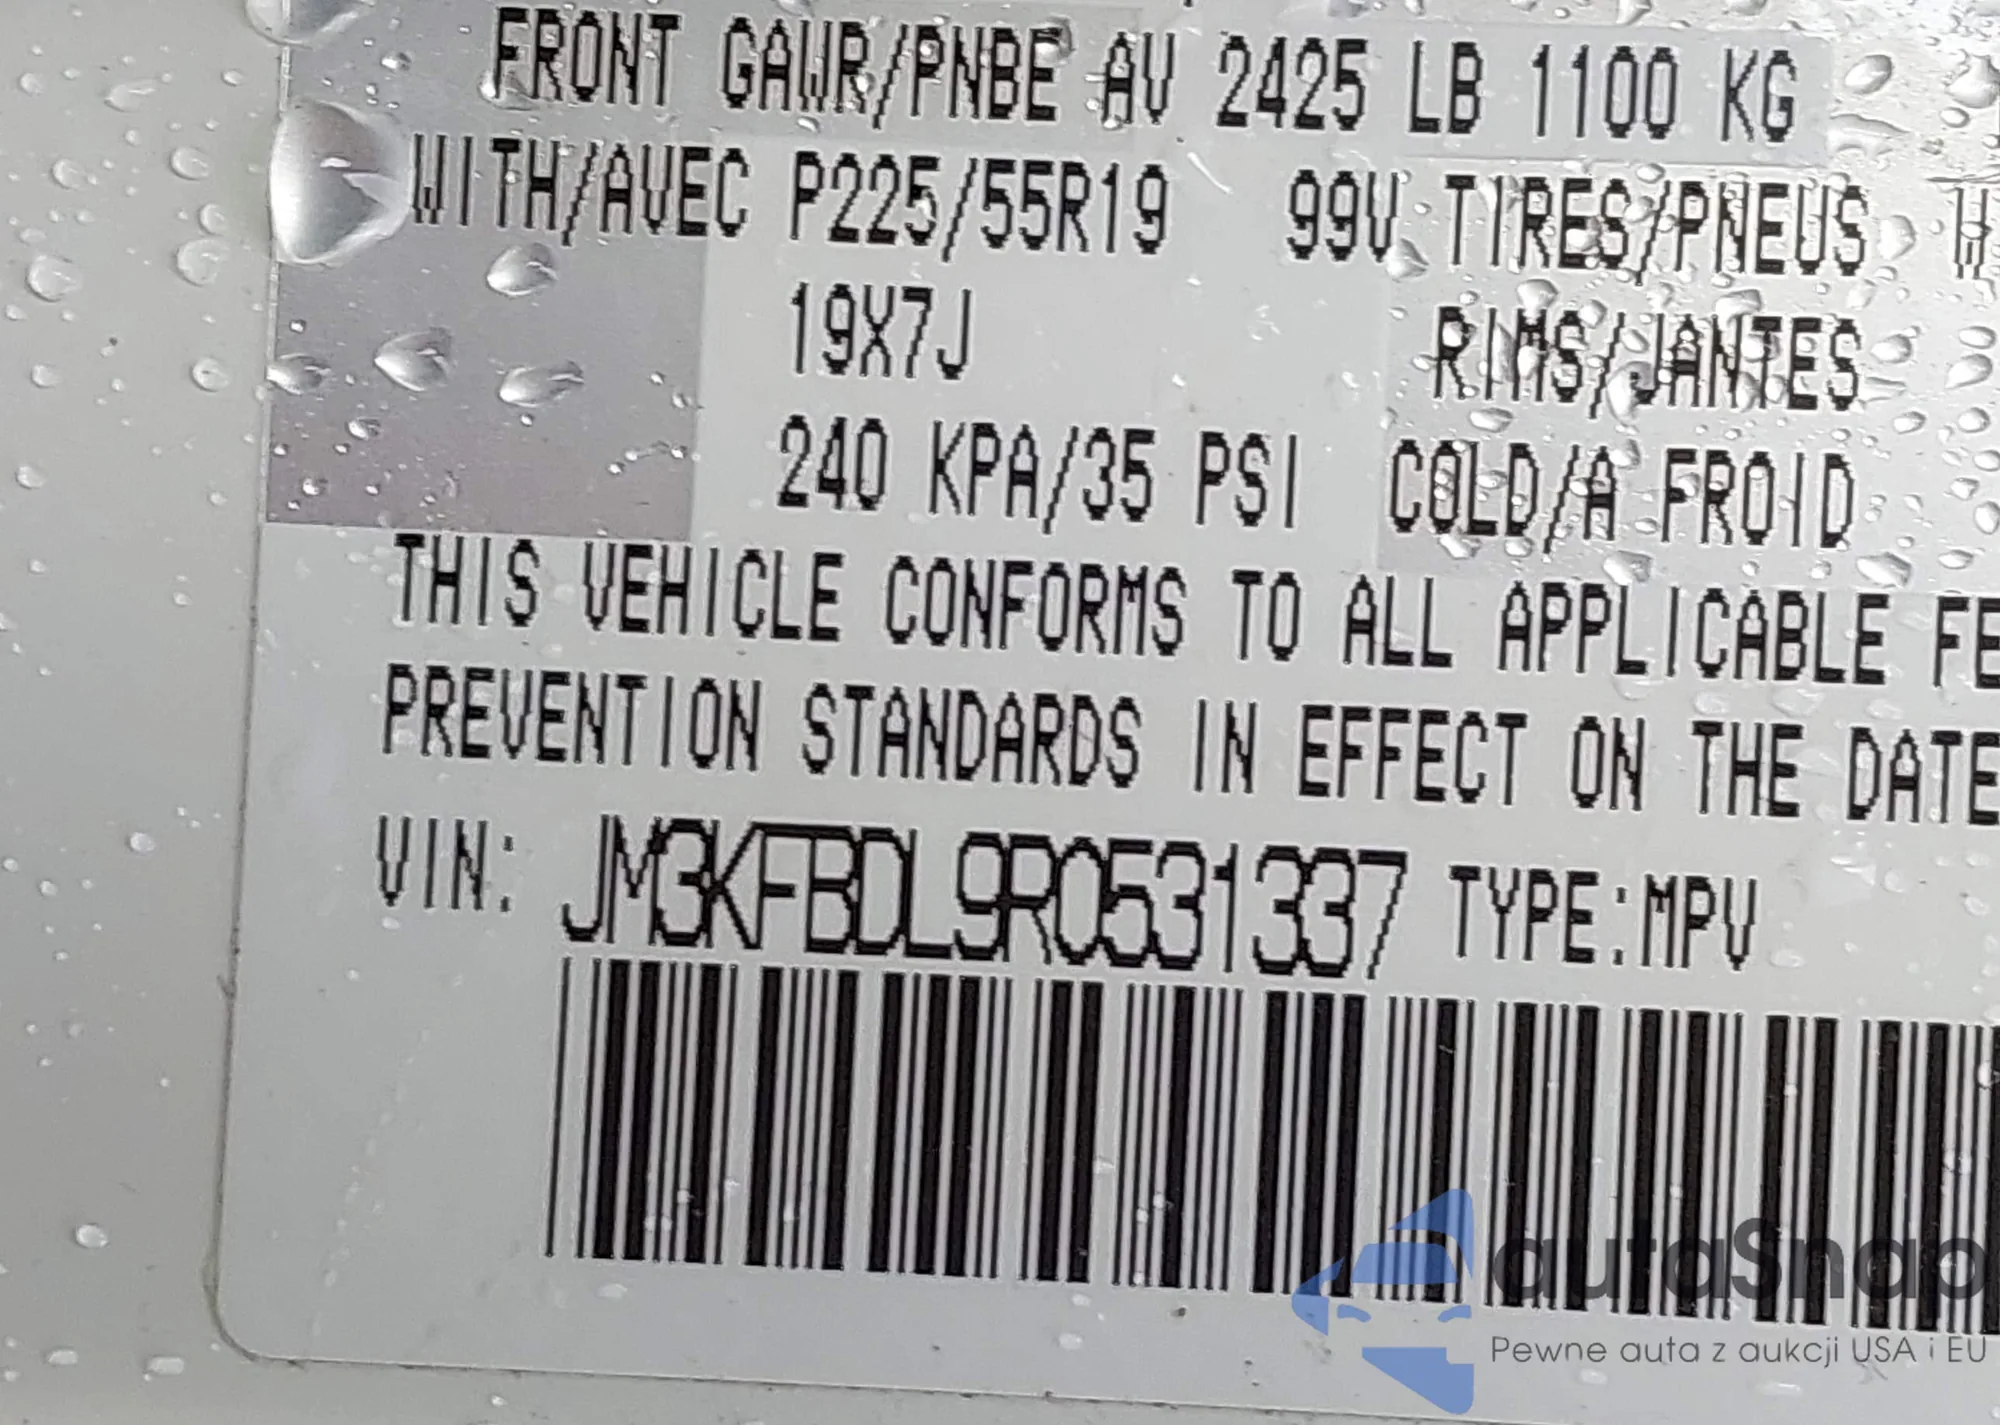 FRONT GAWR/PNBE AV 2425 LB 1100 KG
WITH/AVEC P225/55R19 99V TIRES/PNEUS
19X7J RIMS/JANTES
240 KPA/35 PSI COLD/A FROID
THIS VEHICLE CONFORMS TO ALL APPLICABLE FE
PREVENTION STANDARDS IN EFFECT ON THE DATE
VIN: JM3KFBDL9R0531337 TYPE:MPV
autaSnap
Pewne auta z aukcji USA i EU